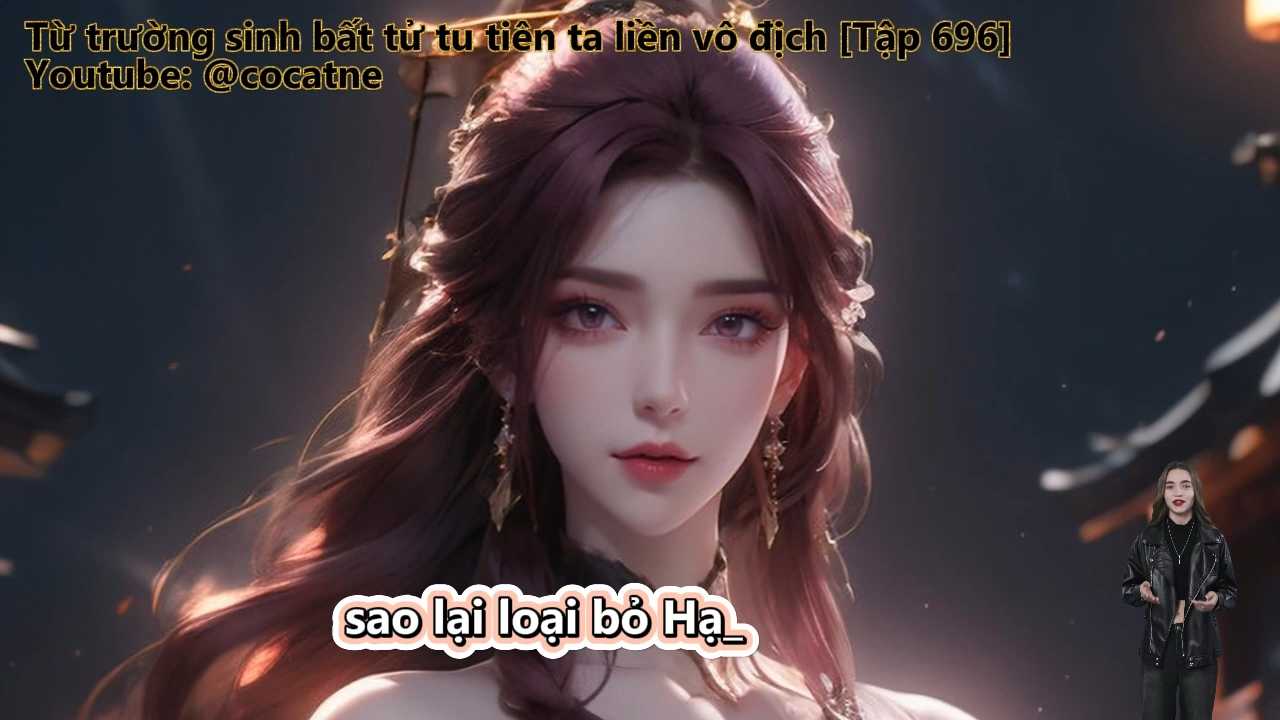 Từ trường sinh bất tử tu tiên ta liền vô địch [Tập 696]
Youtube: @cocatne
sao lại loại bỏ Hạ_